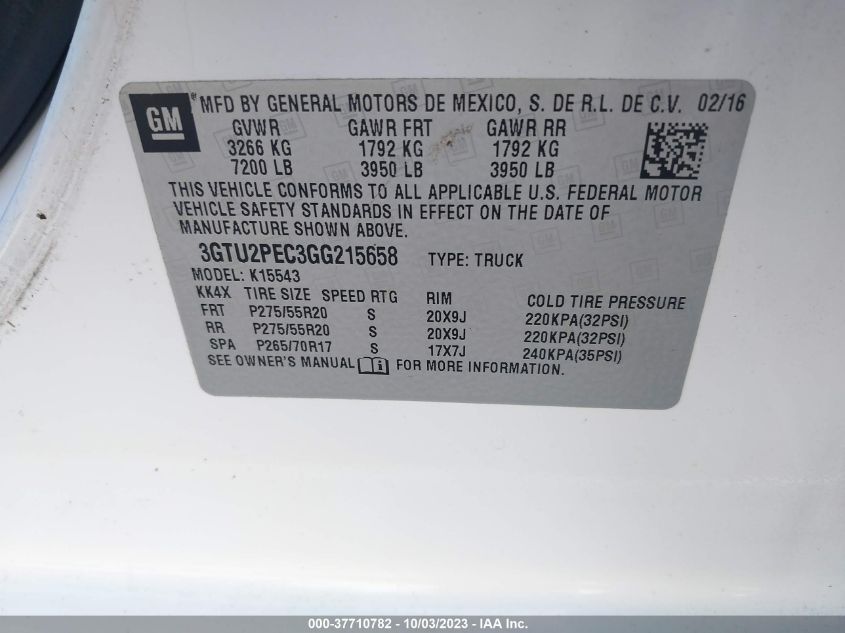 GM ®MFD BY GENERAL MOTORS DE MEXICO, S. DE R.L. DE C.V. 02/16
GVWR GAWR FRT GAWR RR
3266 KG 1792 KG 1792 KG
7200 LB 3950 LB 3950 LB
THIS VEHICLE CONFORMS TO ALL APPLICABLE U.S. FEDERAL MOTOR
VEHICLE SAFETY STANDARDS IN EFFECT ON THE DATE OF
MANUFACTURE SHOWN ABOVE.
3GTU2PEC3GG215658 TYPE: TRUCK
MODEL: K15543
KK4X TIRE SIZE SPEED RTG RIM COLD TIRE PRESSURE
FRT P275/55R20 S 20X9J 220KPA(32PSI)
RR P275/55R20 S 20X9J 220KPA(32PSI)
SPA P265/70R17 S 17X7J 240KPA(35PSI)
SEE OWNER'S MANUAL FOR MORE INFORMATION.
000-37710782 - 10/03/2023 - IAA Inc.